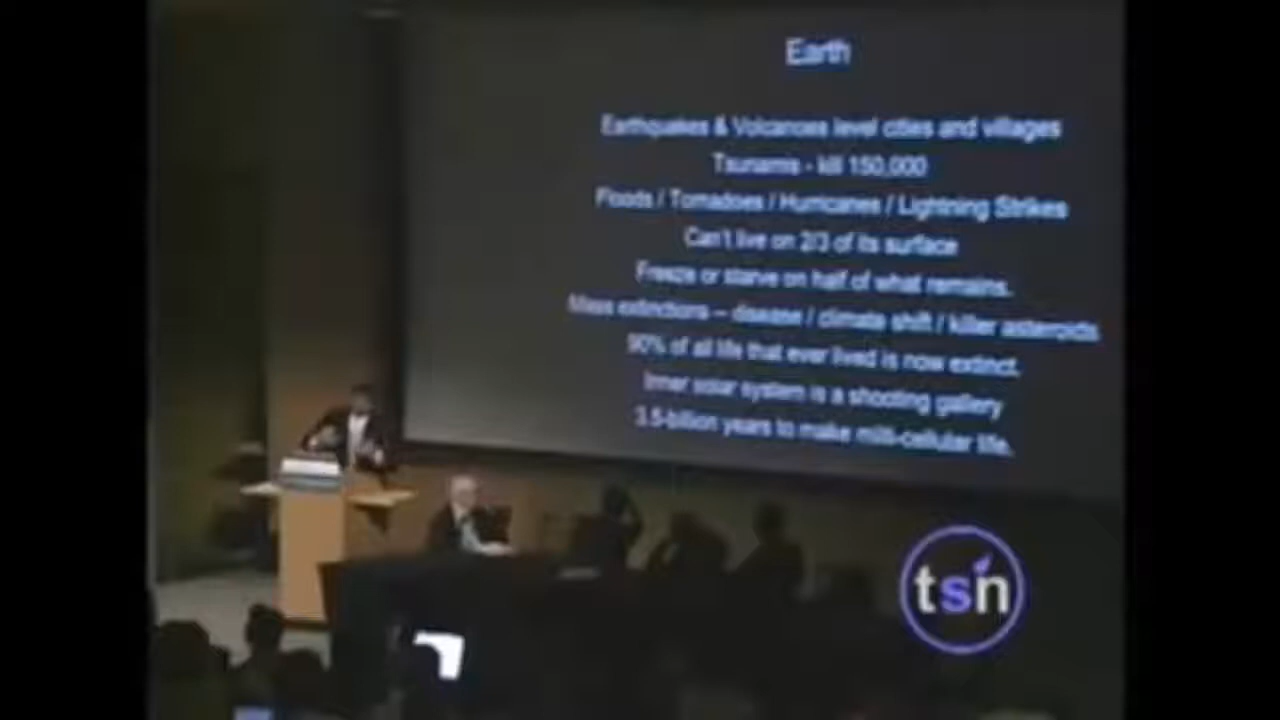 Earth
Earthquakes & Volcanoes level cities and villages
Tsunamis - kill 150,000
Floods / Tornadoes / Hurricanes / Lightning Strikes
Can't live on 2/3 of its surface
Freeze or starve on half of what remains.
Mass extinctions – disease / climate shift / killer asteroids
90% of all life that ever lived is now extinct.
Inner solar system is a shooting gallery
3.5-billion years to make milti-cellular life.
tsn